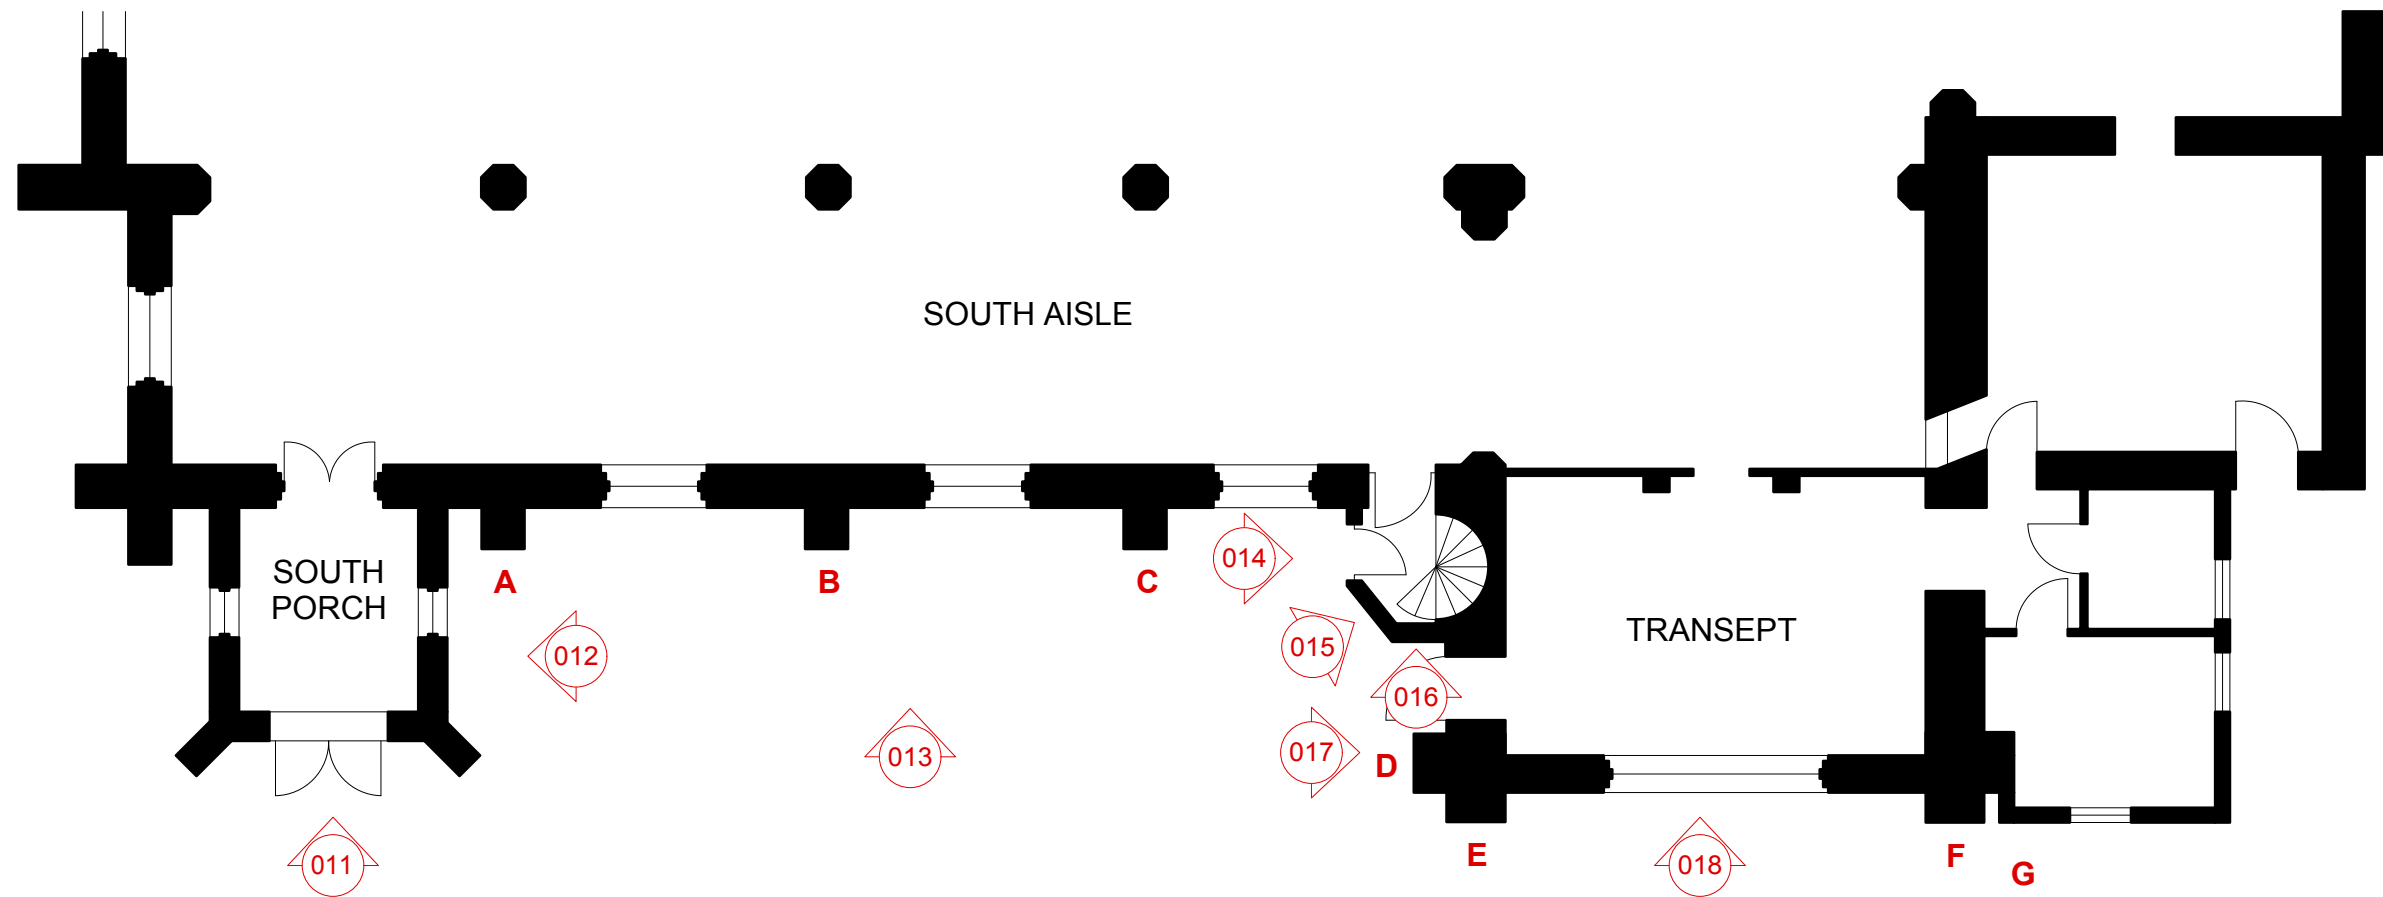 SOUTH AISLE
SOUTH
PORCH
A
B
C
014
012
015
TRANSEPT
016
013
017
D
011
E
018
F
G